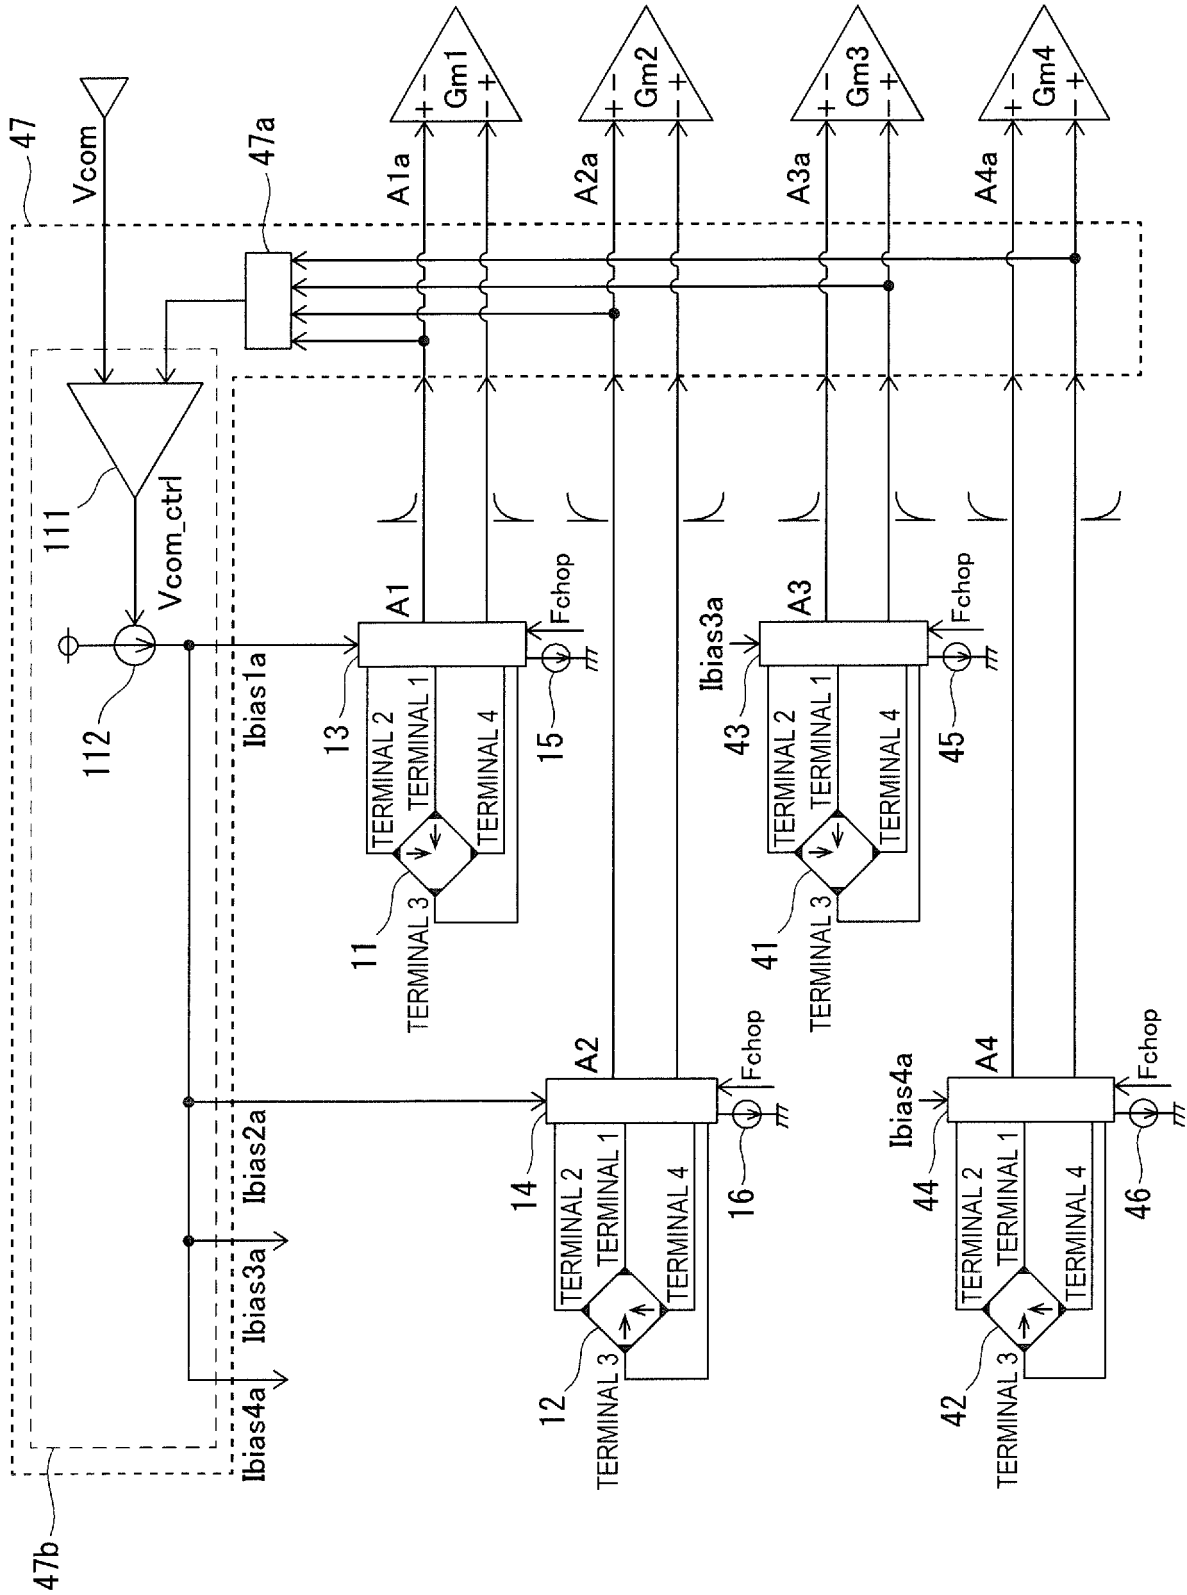 47b
47
Vcom
47a
111
Vcom_ctrl
112
Ibias1a
Ibias2a
Ibias3a
Ibias4a
A1a
A2a
A3a
A4a
+ −
Gm1
− +
+ −
Gm2
− +
+ −
Gm3
− +
+ −
Gm4
− +
13
A1
TERMINAL 2
TERMINAL 1
TERMINAL 4
TERMINAL 3
11
15
Fchop
14
A2
TERMINAL 2
TERMINAL 1
TERMINAL 4
TERMINAL 3
12
16
Fchop
Ibias3a
43
A3
TERMINAL 2
TERMINAL 1
TERMINAL 4
TERMINAL 3
41
45
Fchop
Ibias4a
44
A4
TERMINAL 2
TERMINAL 1
TERMINAL 4
TERMINAL 3
42
46
Fchop